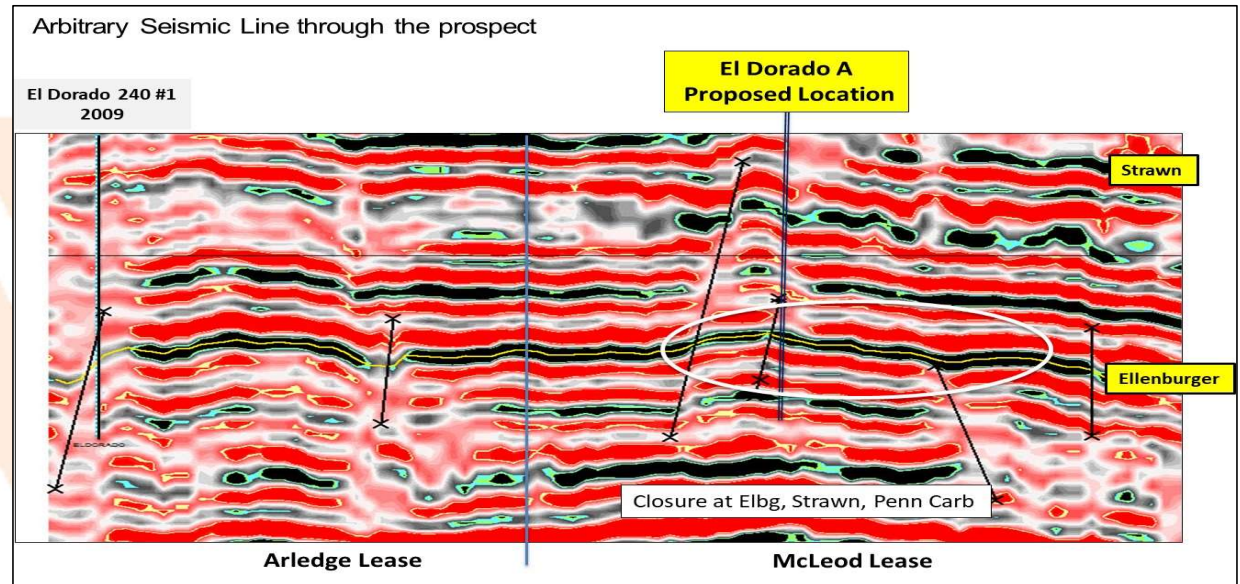 Arbitrary Seismic Line through the prospect
El Dorado 240 #1
2009
El Dorado A
Proposed Location
Strawn
Ellenburger
ELDORADO
Closure at Elbg, Strawn, Penn Carb
Arledge Lease
McLeod Lease